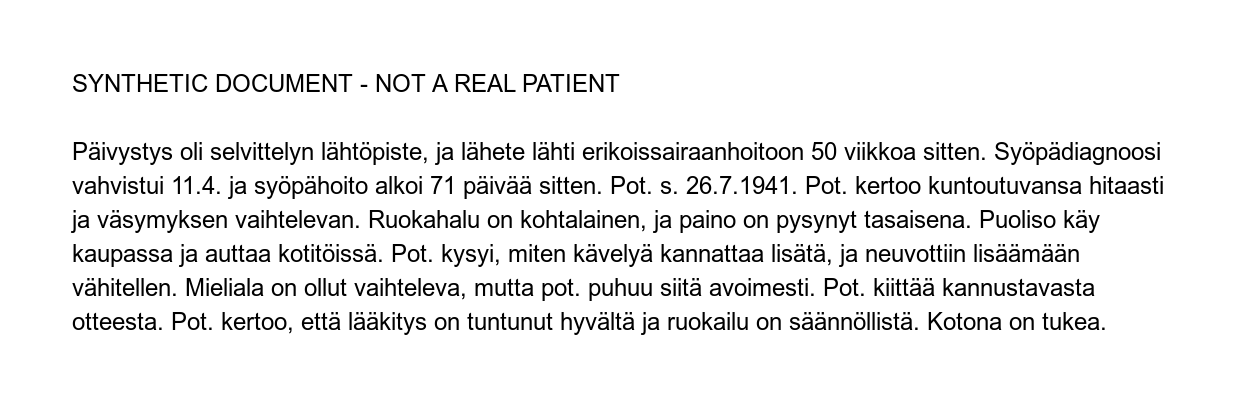 SYNTHETIC DOCUMENT - NOT A REAL PATIENT
Päivystys oli selvittelyn lähtöpiste, ja lähete lähti erikoissairaanhoitoon 50 viikkoa sitten. Syöpädiagnoosi
vahvistui 11.4. ja syöpähoito alkoi 71 päivää sitten. Pot. s. 26.7.1941. Pot. kertoo kuntoutuvansa hitaasti
ja väsymyksen vaihtelevan. Ruokahalu on kohtalainen, ja paino on pysynyt tasaisena. Puoliso käy
kaupassa ja auttaa kotitöissä. Pot. kysyi, miten kävelyä kannattaa lisätä, ja neuvottiin lisäämään
vähitellen. Mieliala on ollut vaihteleva, mutta pot. puhuu siitä avoimesti. Pot. kiittää kannustavasta
otteesta. Pot. kertoo, että lääkitys on tuntunut hyvältä ja ruokailu on säännöllistä. Kotona on tukea.